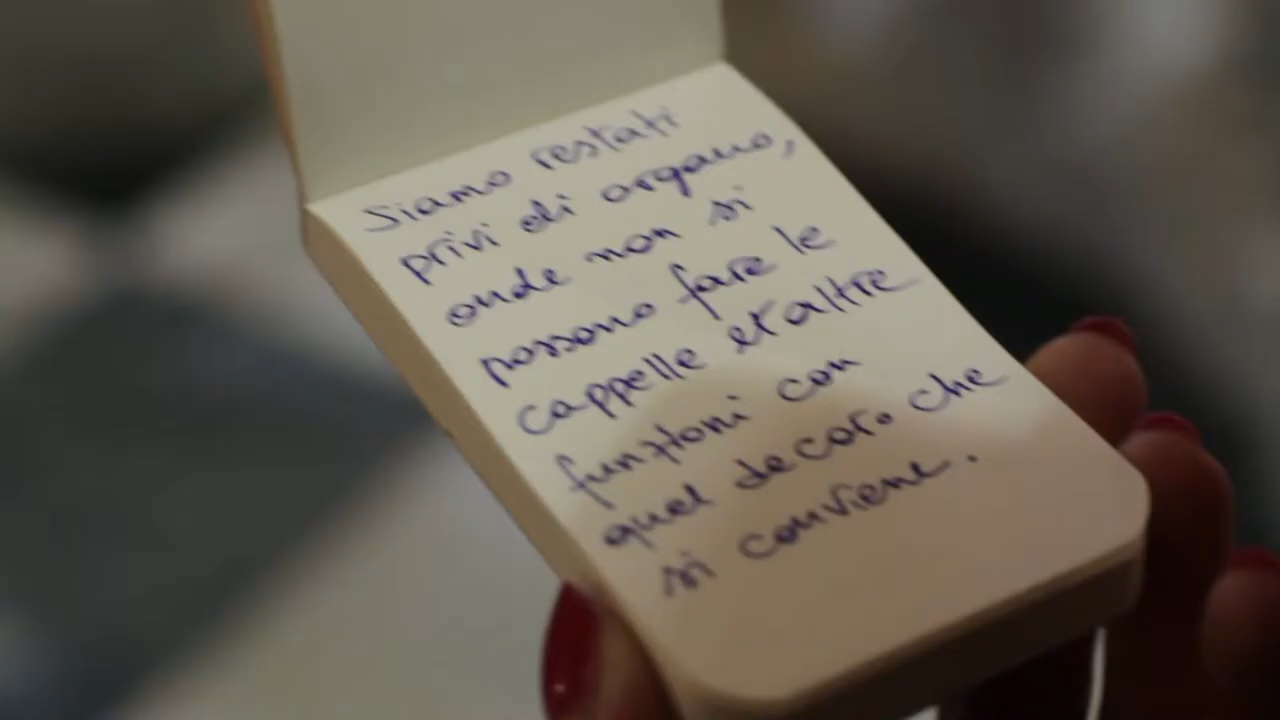 Siamo restati
privi di organo,
onde non si
possono fare le
cappelle et altre
funzioni con
quel decoro che
si conviene.